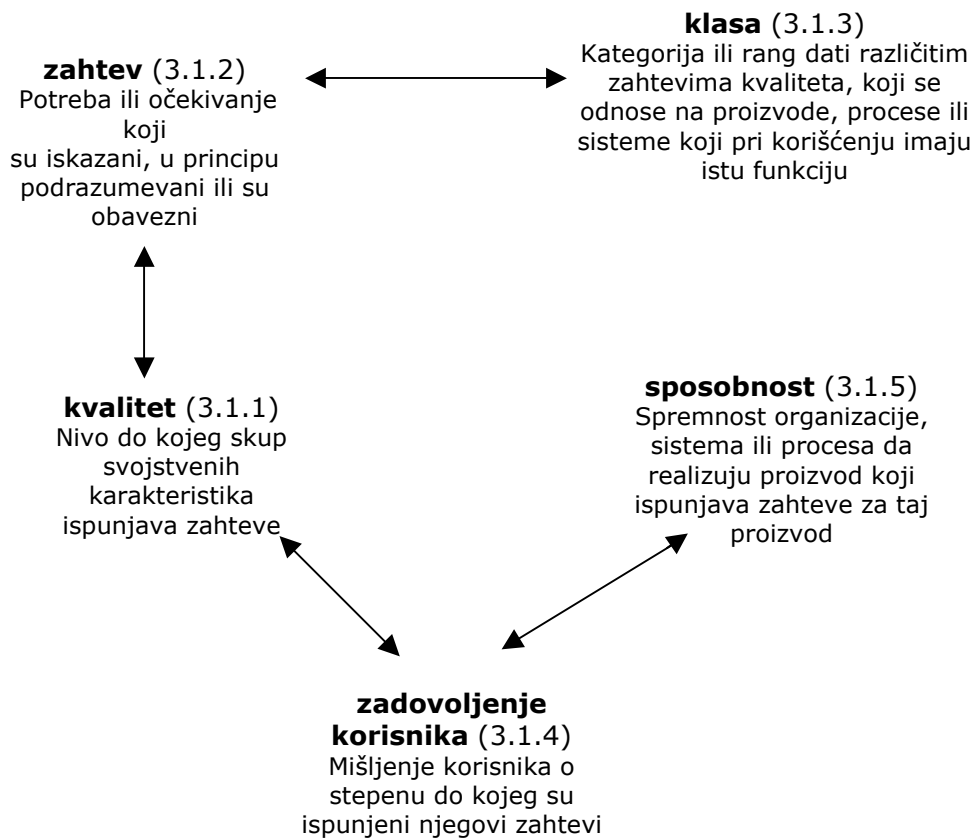 zahtev (3.1.2)
Potreba ili očekivanje
koji
su iskazani, u principu
podrazumevani ili su
obavezni
klasa (3.1.3)
Kategorija ili rang dati različitim
zahtevima kvaliteta, koji se
odnose na proizvode, procese ili
sisteme koji pri korišćenju imaju
istu funkciju
kvalitet (3.1.1)
Nivo do kojeg skup
svojstvenih
karakteristika
ispunjava zahteve
sposobnost (3.1.5)
Spremnost organizacije,
sistema ili procesa da
realizuju proizvod koji
ispunjava zahteve za taj
proizvod
zadovoljenje
korisnika (3.1.4)
Mišljenje korisnika o
stepenu do kojeg su
ispunjeni njegovi zahtevi